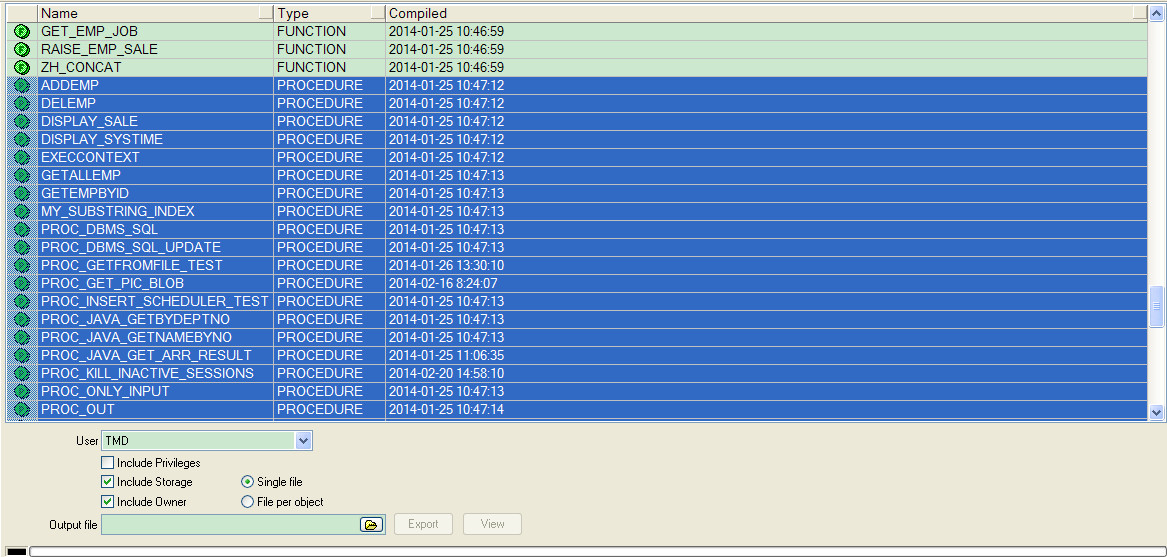 Name Type Compiled
GET_EMP_JOB FUNCTION 2014-01-25 10:46:59
RAISE_EMP_SALE FUNCTION 2014-01-25 10:46:59
ZH_CONCAT FUNCTION 2014-01-25 10:46:59
ADDEMP PROCEDURE 2014-01-25 10:47:12
DELEMP PROCEDURE 2014-01-25 10:47:12
DISPLAY_SALE PROCEDURE 2014-01-25 10:47:12
DISPLAY_SYSTIME PROCEDURE 2014-01-25 10:47:12
EXECCONTEXT PROCEDURE 2014-01-25 10:47:12
GETALLEMP PROCEDURE 2014-01-25 10:47:13
GETEMPBYID PROCEDURE 2014-01-25 10:47:13
MY_SUBSTRING_INDEX PROCEDURE 2014-01-25 10:47:13
PROC_DBMS_SQL PROCEDURE 2014-01-25 10:47:13
PROC_DBMS_SQL_UPDATE PROCEDURE 2014-01-25 10:47:13
PROC_GETFROMFILE_TEST PROCEDURE 2014-01-26 13:30:10
PROC_GET_PIC_BLOB PROCEDURE 2014-02-16 8:24:07
PROC_INSERT_SCHEDULER_TEST PROCEDURE 2014-01-25 10:47:13
PROC_JAVA_GETBYDEPTNO PROCEDURE 2014-01-25 10:47:13
PROC_JAVA_GETNAMEBYNO PROCEDURE 2014-01-25 10:47:13
PROC_JAVA_GET_ARR_RESULT PROCEDURE 2014-01-25 11:06:35
PROC_KILL_INACTIVE_SESSIONS PROCEDURE 2014-02-20 14:58:10
PROC_ONLY_INPUT PROCEDURE 2014-01-25 10:47:13
PROC_OUT PROCEDURE 2014-01-25 10:47:14
User TMD
Include Privileges
Include Storage Single file
Include Owner File per object
Output file Export View